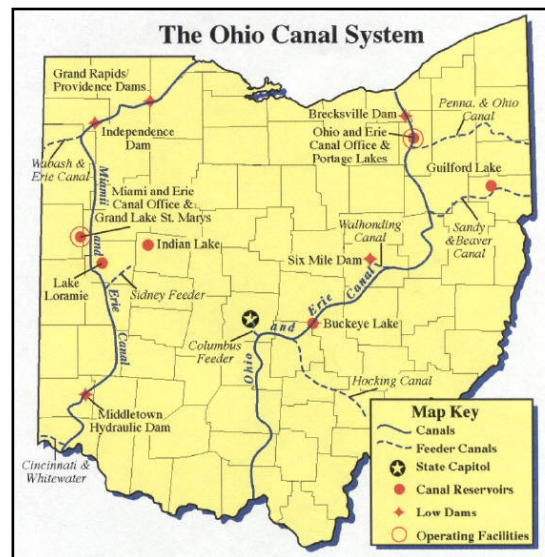 The Ohio Canal System
Grand Rapids/
Providence Dams
Independence
Dam
Wabash &
Erie Canal
Miami and Erie Canal
Miami and Erie
Canal Office &
Grand Lake St. Marys
Indian Lake
Lake
Loramie
Sidney Feeder
Middletown
Hydraulic Dam
Cincinnati &
Whitewater
Brecksville Dam
Ohio and Erie
Canal Office &
Portage Lakes
Penna. & Ohio
Canal
Guilford Lake
Sandy
&Beaver
Canal
Walhonding
Canal
Six Mile Dam
Ohio and Erie Canal
Buckeye Lake
Columbus
Feeder
Hocking Canal
Map Key
Canals
Feeder Canals
State Capitol
Canal Reservoirs
Low Dams
Operating Facilities